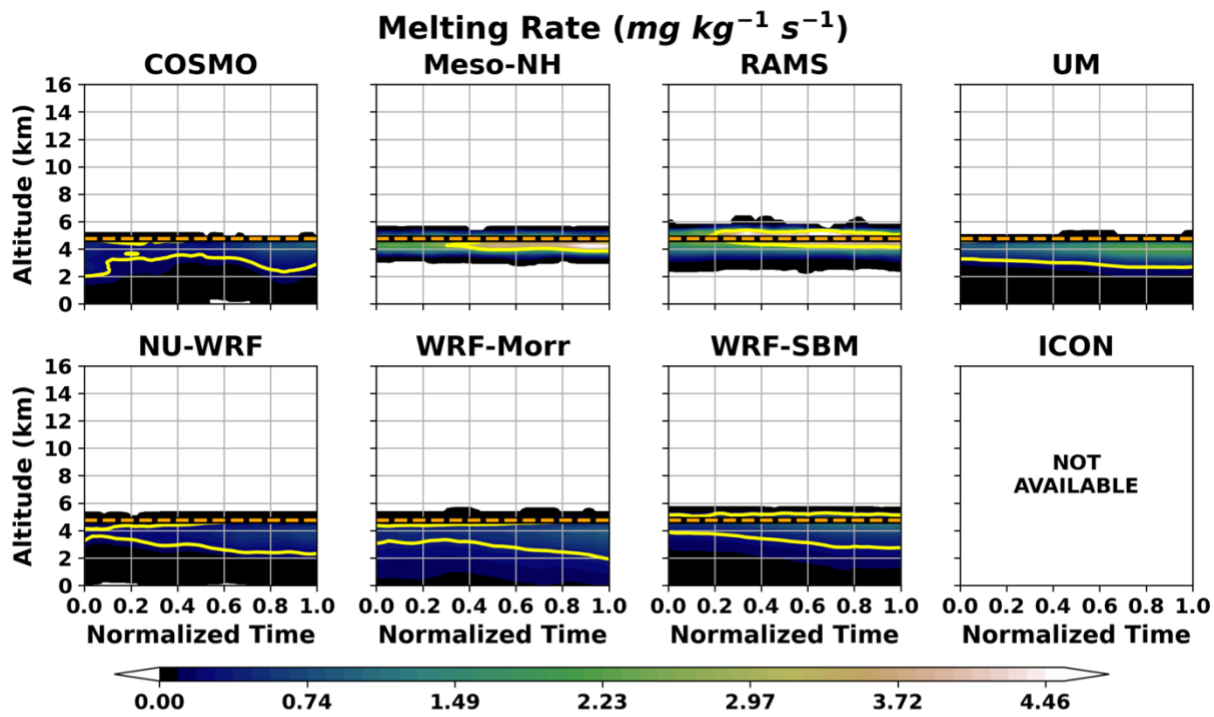 Melting Rate (mg kg⁻¹ s⁻¹)
COSMO Meso-NH RAMS UM
Altitude (km)
16
14
12
10
8
6
4
2
0
NU-WRF WRF-Morr WRF-SBM ICON
Altitude (km)
16
14
12
10
8
6
4
2
0
NOT
AVAILABLE
0.0 0.2 0.4 0.6 0.8 1.0 0.0 0.2 0.4 0.6 0.8 1.0 0.0 0.2 0.4 0.6 0.8 1.0 0.0 0.2 0.4 0.6 0.8 1.0
Normalized Time Normalized Time Normalized Time Normalized Time
0.00 0.74 1.49 2.23 2.97 3.72 4.46